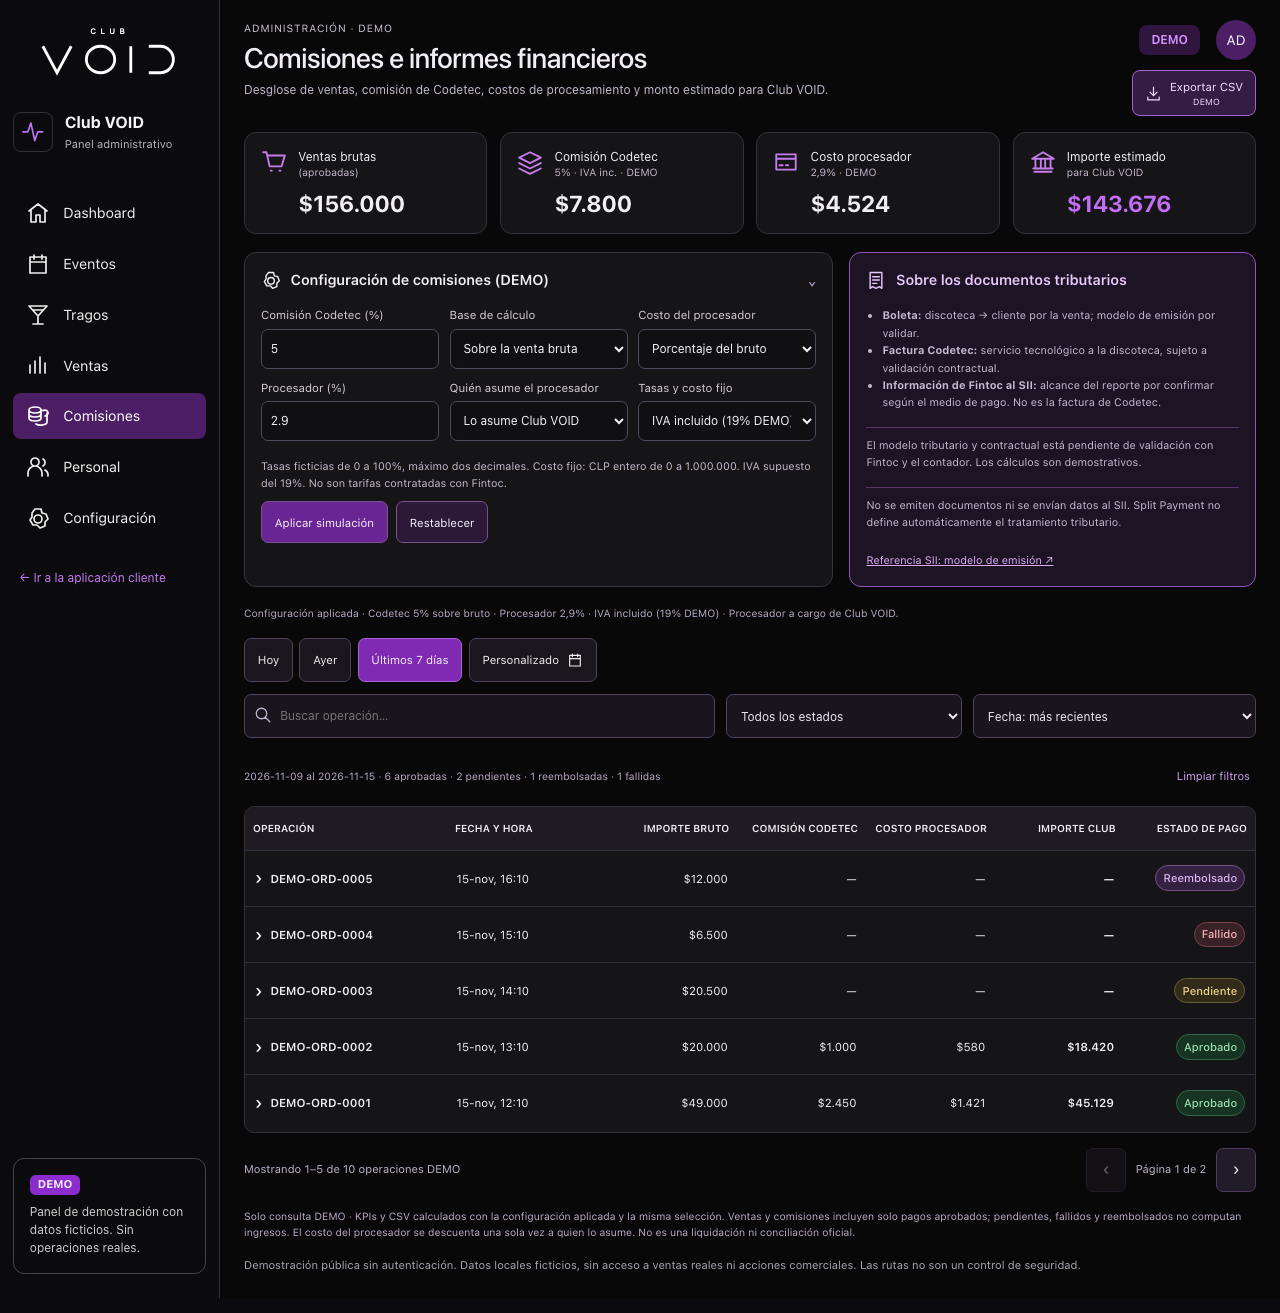 CLUB
VOID
Club VOID
Panel administrativo
Dashboard
Eventos
Tragos
Ventas
Comisiones
Personal
Configuración
← Ir a la aplicación cliente
DEMO
Panel de demostración con
datos ficticios. Sin
operaciones reales.
ADMINISTRACIÓN · DEMO
Comisiones e informes financieros
Desglose de ventas, comisión de Codetec, costos de procesamiento y monto estimado para Club VOID.
DEMO
AD
Exportar CSV
DEMO
Ventas brutas
(aprobadas)
$156.000
Comisión Codetec
5% · IVA inc. · DEMO
$7.800
Costo procesador
2,9% · DEMO
$4.524
Importe estimado
para Club VOID
$143.676
Configuración de comisiones (DEMO)
Comisión Codetec (%)
Base de cálculo
Costo del procesador
5
Sobre la venta bruta
Porcentaje del bruto
Procesador (%)
Quién asume el procesador
Tasas y costo fijo
2.9
Lo asume Club VOID
IVA incluido (19% DEMO)
Tasas ficticias de 0 a 100%, máximo dos decimales. Costo fijo: CLP entero de 0 a 1.000.000. IVA supuesto
del 19%. No son tarifas contratadas con Fintoc.
Aplicar simulación
Restablecer
Sobre los documentos tributarios
• Boleta: discoteca → cliente por la venta; modelo de emisión por
validar.
• Factura Codetec: servicio tecnológico a la discoteca, sujeto a
validación contractual.
• Información de Fintoc al SII: alcance del reporte por confirmar
según el medio de pago. No es la factura de Codetec.
El modelo tributario y contractual está pendiente de validación con
Fintoc y el contador. Los cálculos son demostrativos.
No se emiten documentos ni se envían datos al SII. Split Payment no
define automáticamente el tratamiento tributario.
Referencia SII: modelo de emisión ↗
Configuración aplicada · Codetec 5% sobre bruto · Procesador 2,9% · IVA incluido (19% DEMO) · Procesador a cargo de Club VOID.
Hoy
Ayer
Últimos 7 días
Personalizado
Buscar operación...
Todos los estados
Fecha: más recientes
2026-11-09 al 2026-11-15 · 6 aprobadas · 2 pendientes · 1 reembolsadas · 1 fallidas
Limpiar filtros
OPERACIÓN FECHA Y HORA IMPORTE BRUTO COMISIÓN CODETEC COSTO PROCESADOR IMPORTE CLUB ESTADO DE PAGO
› DEMO-ORD-0005 15-nov, 16:10 $12.000 — — — Reembolsado
› DEMO-ORD-0004 15-nov, 15:10 $6.500 — — — Fallido
› DEMO-ORD-0003 15-nov, 14:10 $20.500 — — — Pendiente
› DEMO-ORD-0002 15-nov, 13:10 $20.000 $1.000 $580 $18.420 Aprobado
› DEMO-ORD-0001 15-nov, 12:10 $49.000 $2.450 $1.421 $45.129 Aprobado
Mostrando 1–5 de 10 operaciones DEMO
‹ Página 1 de 2 ›
Solo consulta DEMO · KPIs y CSV calculados con la configuración aplicada y la misma selección. Ventas y comisiones incluyen solo pagos aprobados; pendientes, fallidos y reembolsados no computan
ingresos. El costo del procesador se descuenta una sola vez a quien lo asume. No es una liquidación ni conciliación oficial.
Demostración pública sin autenticación. Datos locales ficticios, sin acceso a ventas reales ni acciones comerciales. Las rutas no son un control de seguridad.